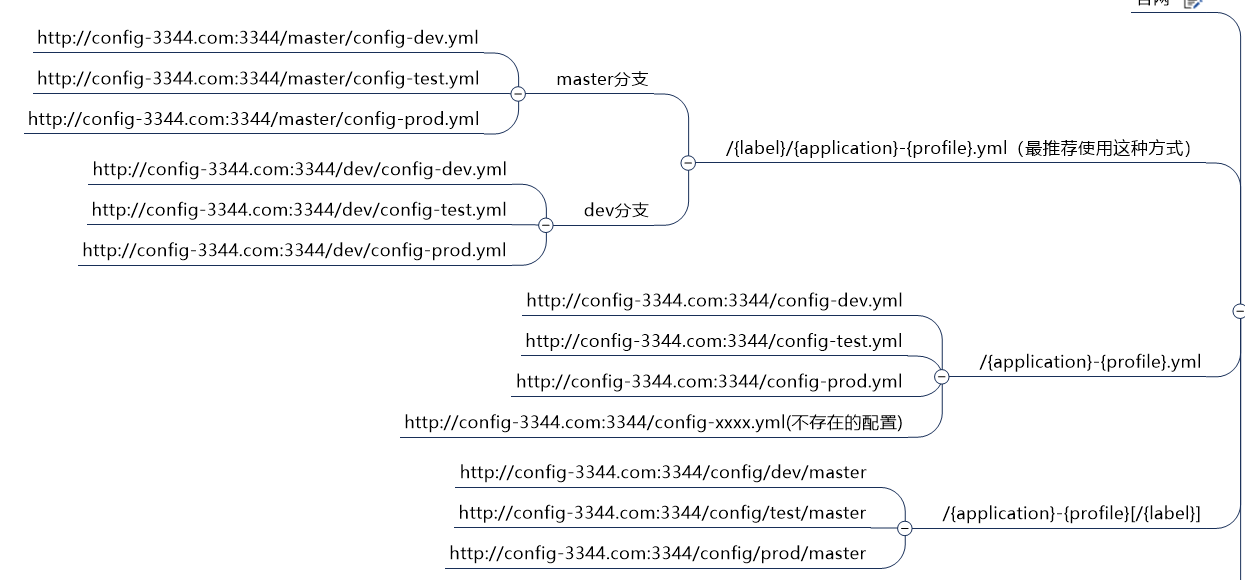 官网
http://config-3344.com:3344/master/config-dev.yml
http://config-3344.com:3344/master/config-test.yml
master分支
http://config-3344.com:3344/master/config-prod.yml
/{label}/{application}-{profile}.yml（最推荐使用这种方式）
http://config-3344.com:3344/dev/config-dev.yml
http://config-3344.com:3344/dev/config-test.yml
dev分支
http://config-3344.com:3344/dev/config-prod.yml
http://config-3344.com:3344/config-dev.yml
http://config-3344.com:3344/config-test.yml
/{application}-{profile}.yml
http://config-3344.com:3344/config-prod.yml
http://config-3344.com:3344/config-xxxx.yml(不存在的配置)
http://config-3344.com:3344/config/dev/master
http://config-3344.com:3344/config/test/master
/{application}-{profile}[/{label}]
http://config-3344.com:3344/config/prod/master